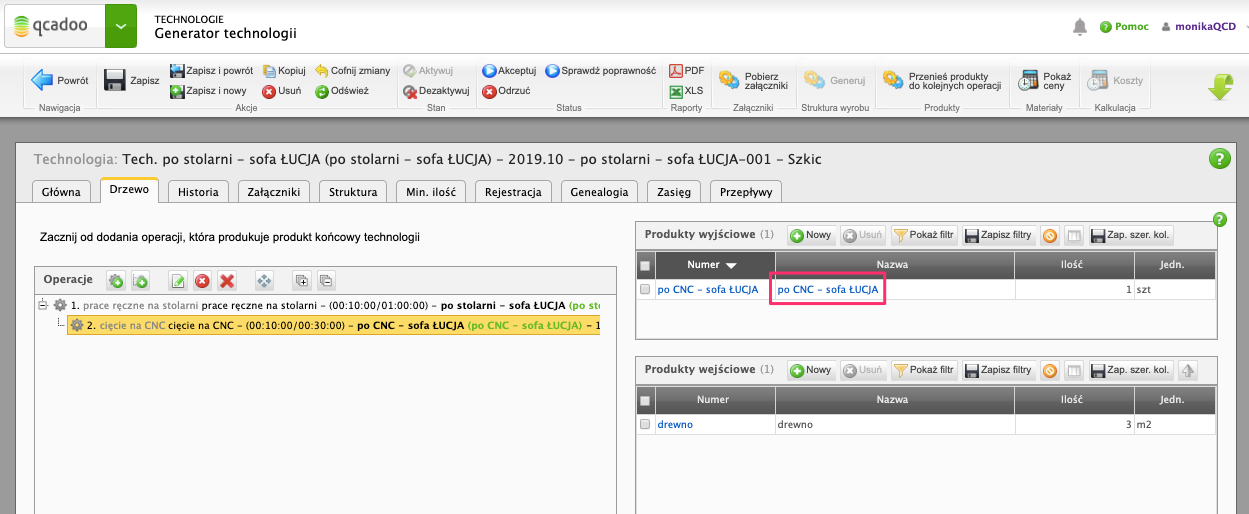 qcadoo
TECHNOLOGIE
Generator technologii
Pomoc
monikaQCD
Powrót
Nawigacja
Zapisz
Zapisz i powrót
Kopiuj
Cofnij zmiany
Zapisz i nowy
Usuń
Odśwież
Akcje
Aktywuj
Dezaktywuj
Stan
Akceptuj
Sprawdź poprawność
Odrzuć
Status
PDF
XLS
Raporty
Pobierz załączniki
Załączniki
Generuj
Struktura wyrobu
Przenieś produkty do kolejnych operacji
Produkty
Pokaż ceny
Materiały
Koszty
Kalkulacja
Technologia: Tech. po stolarni - sofa ŁUCJA (po stolarni - sofa ŁUCJA) - 2019.10 - po stolarni - sofa ŁUCJA-001 - Szkic
Główna Drzewo Historia Załączniki Struktura Min. ilość Rejestracja Genealogia Zasięg Przepływy
Zacznij od dodania operacji, która produkuje produkt końcowy technologii
Operacje
1. prace ręczne na stolarni prace ręczne na stolarni - (00:10:00/01:00:00) - po stolarni - sofa ŁUCJA (po sto
2. cięcie na CNC cięcie na CNC - (00:10:00/00:30:00) - po CNC - sofa ŁUCJA (po CNC - sofa ŁUCJA) - 1
Produkty wyjściowe (1) Nowy Usuń Pokaż filtr Zapisz filtry Zap. szer. kol.
Numer Nazwa Ilość Jedn.
po CNC - sofa ŁUCJA po CNC - sofa ŁUCJA 1 szt
Produkty wejściowe (1) Nowy Usuń Pokaż filtr Zapisz filtry Zap. szer. kol.
Numer Nazwa Ilość Jedn.
drewno drewno 3 m2